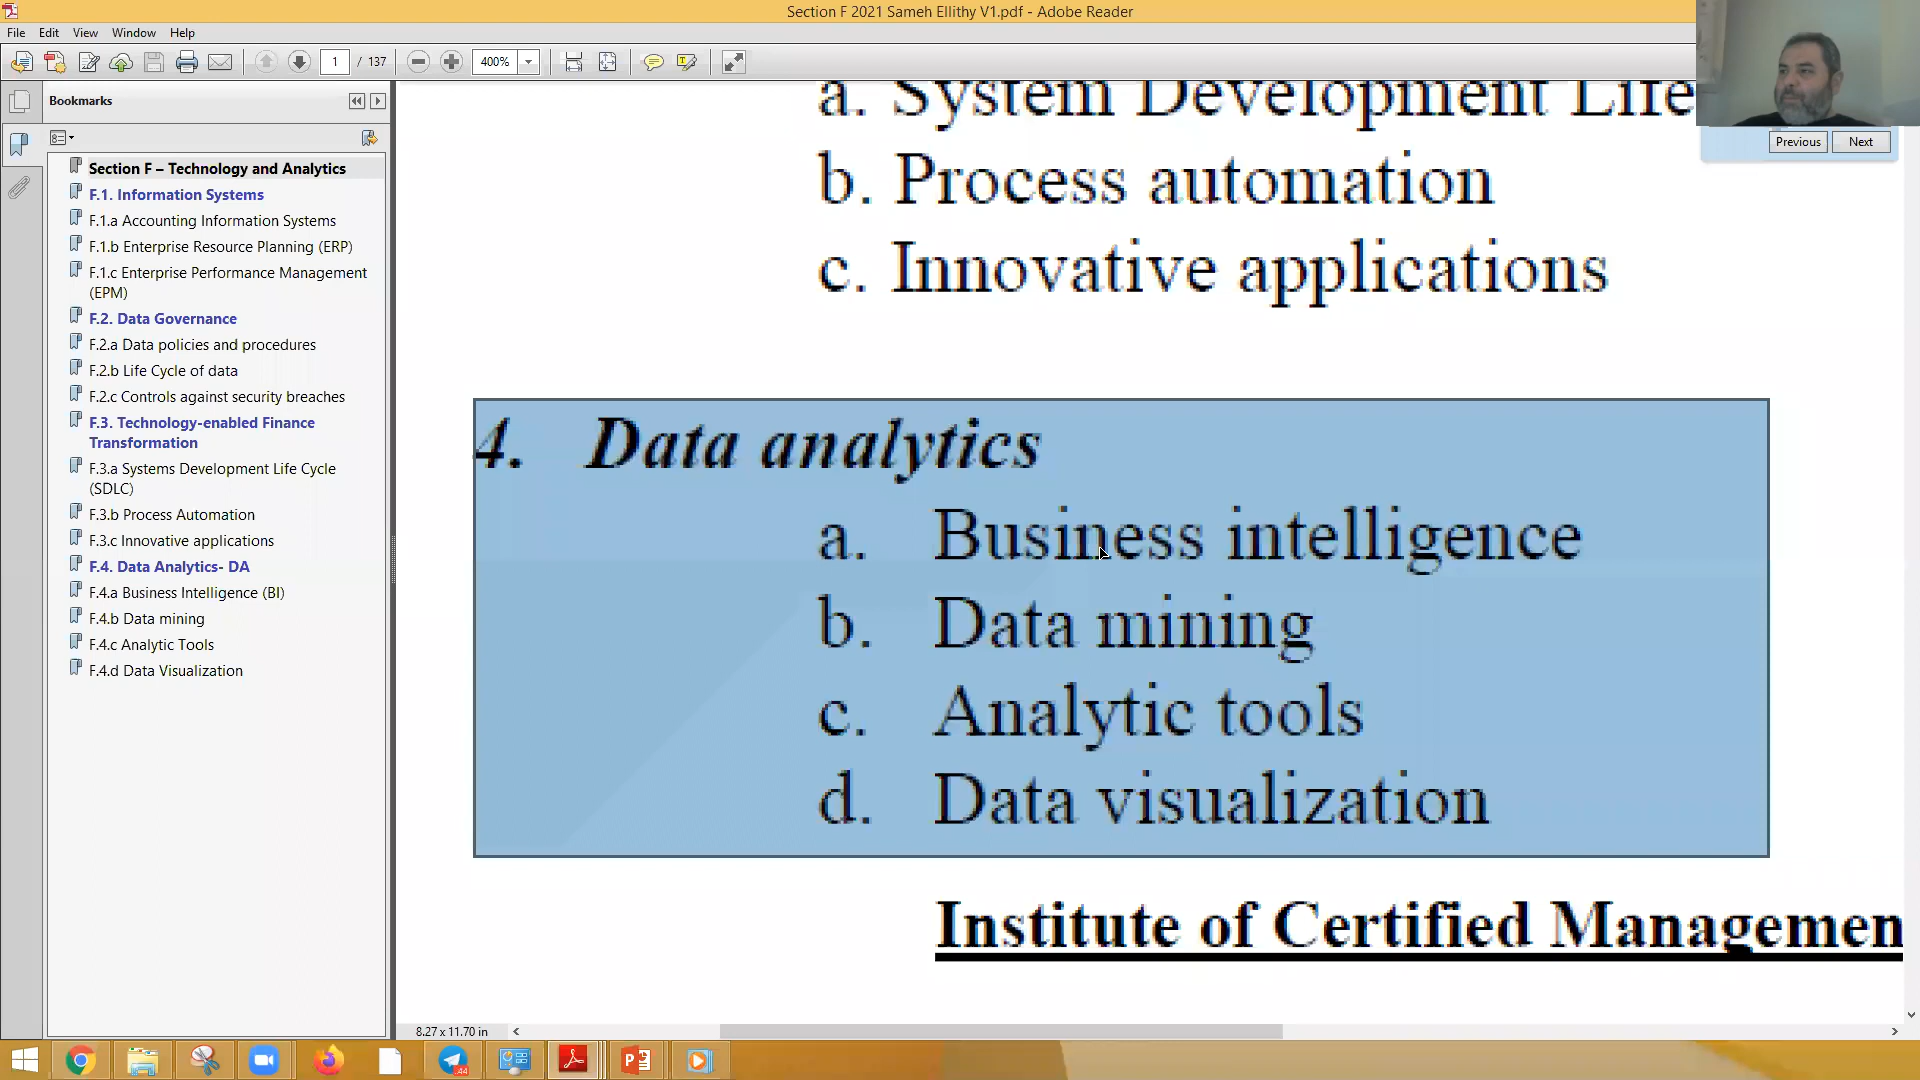 Section F 2021 Sameh Ellithy V1.pdf - Adobe Reader
File Edit View Window Help
1 / 137 400%
Bookmarks
Section F – Technology and Analytics
F.1. Information Systems
F.1.a Accounting Information Systems
F.1.b Enterprise Resource Planning (ERP)
F.1.c Enterprise Performance Management
(EPM)
F.2. Data Governance
F.2.a Data policies and procedures
F.2.b Life Cycle of data
F.2.c Controls against security breaches
F.3. Technology-enabled Finance
Transformation
F.3.a Systems Development Life Cycle
(SDLC)
F.3.b Process Automation
F.3.c Innovative applications
F.4. Data Analytics- DA
F.4.a Business Intelligence (BI)
F.4.b Data mining
F.4.c Analytic Tools
F.4.d Data Visualization
a. System Development Life
b. Process automation
c. Innovative applications
Previous Next
4. Data analytics
a. Business intelligence
b. Data mining
c. Analytic tools
d. Data visualization
Institute of Certified Managemen
8.27 x 11.70 in
44